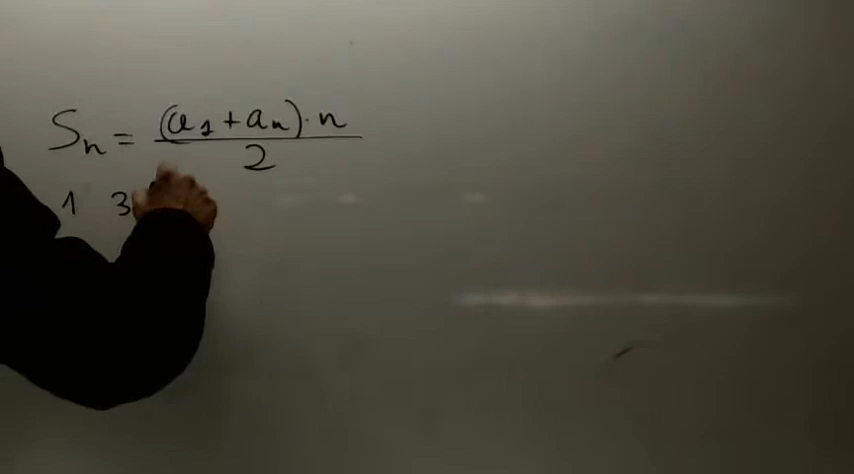 Sn = (a1 + an) · n / 2
1 3